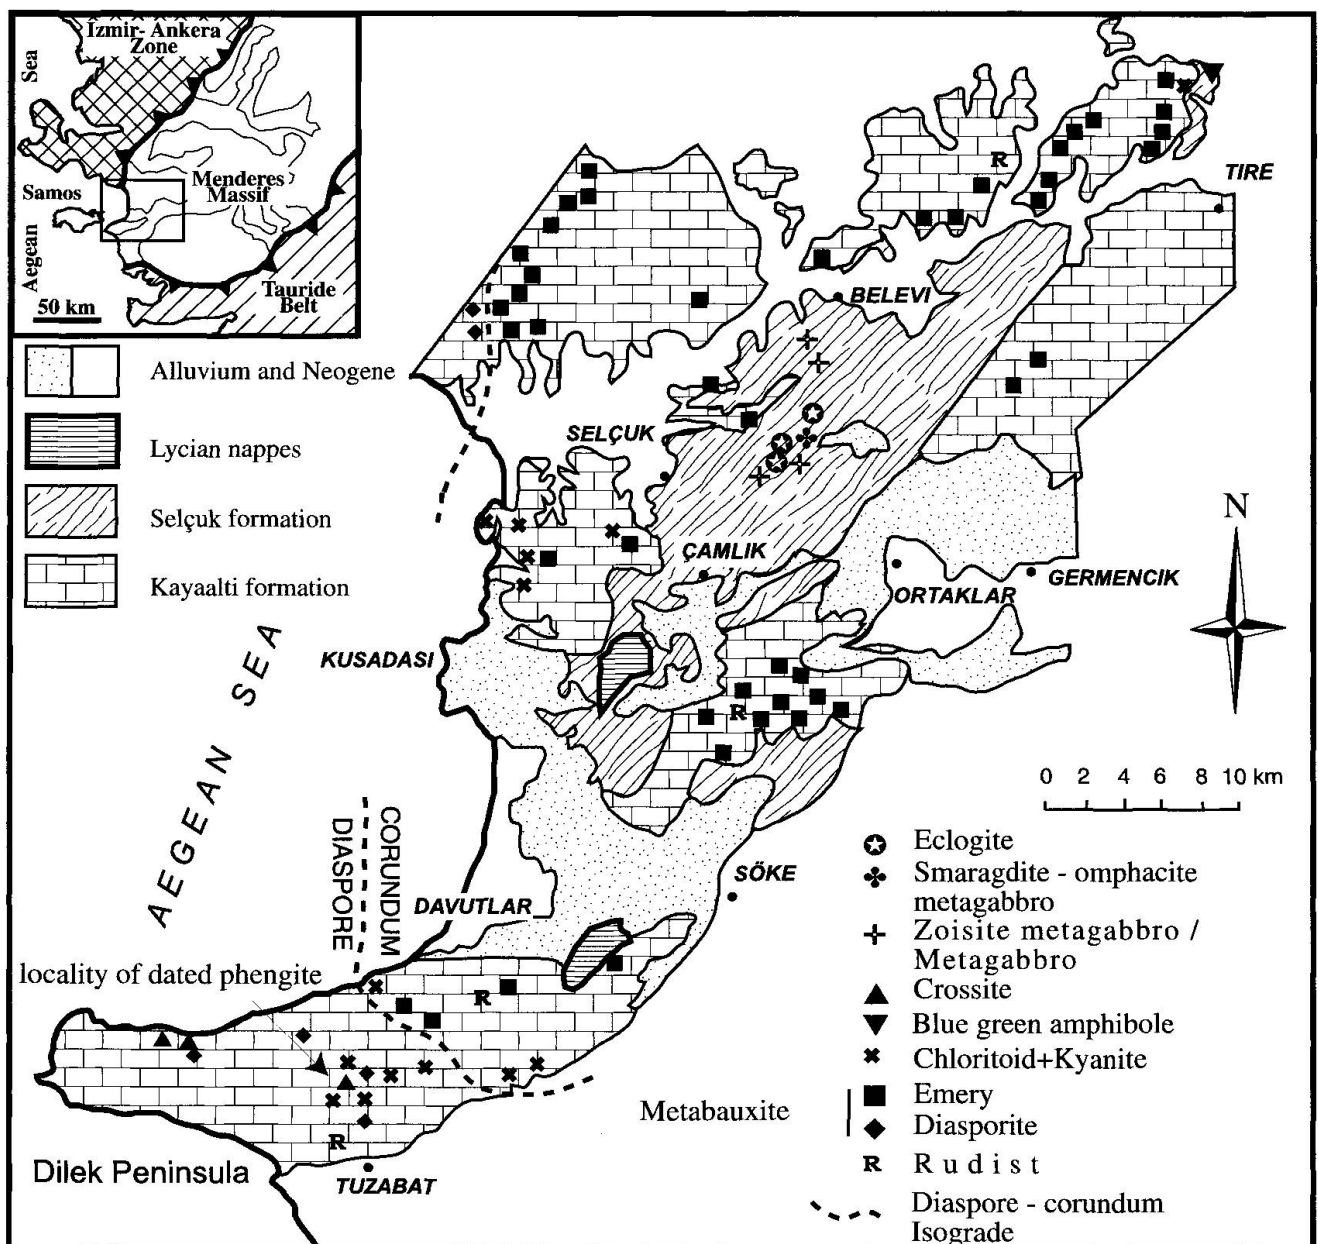 Izmir- Ankera
Zone
Sea
Samos
Menderes
Massif
Aegean
Tauride
Belt
50 km
Alluvium and Neogene
Lycian nappes
Selçuk formation
Kayaalti formation
R
TIRE
BELEVI
SELÇUK
ÇAMLIK
ORTAKLAR
GERMENCIK
N
KUSADASI
R
AEGEAN SEA
0 2 4 6 8 10 km
CORUNDUM
DIASPORE
SÖKE
DAVUTLAR
locality of dated phengite
R
R
Dilek Peninsula
TUZABAT
Eclogite
Smaragdite - omphacite
metagabbro
Zoisite metagabbro /
Metagabbro
Crossite
Blue green amphibole
Chloritoid+Kyanite
Metabauxite
Emery
Diasporite
R Rudist
Diaspore - corundum
Isograde